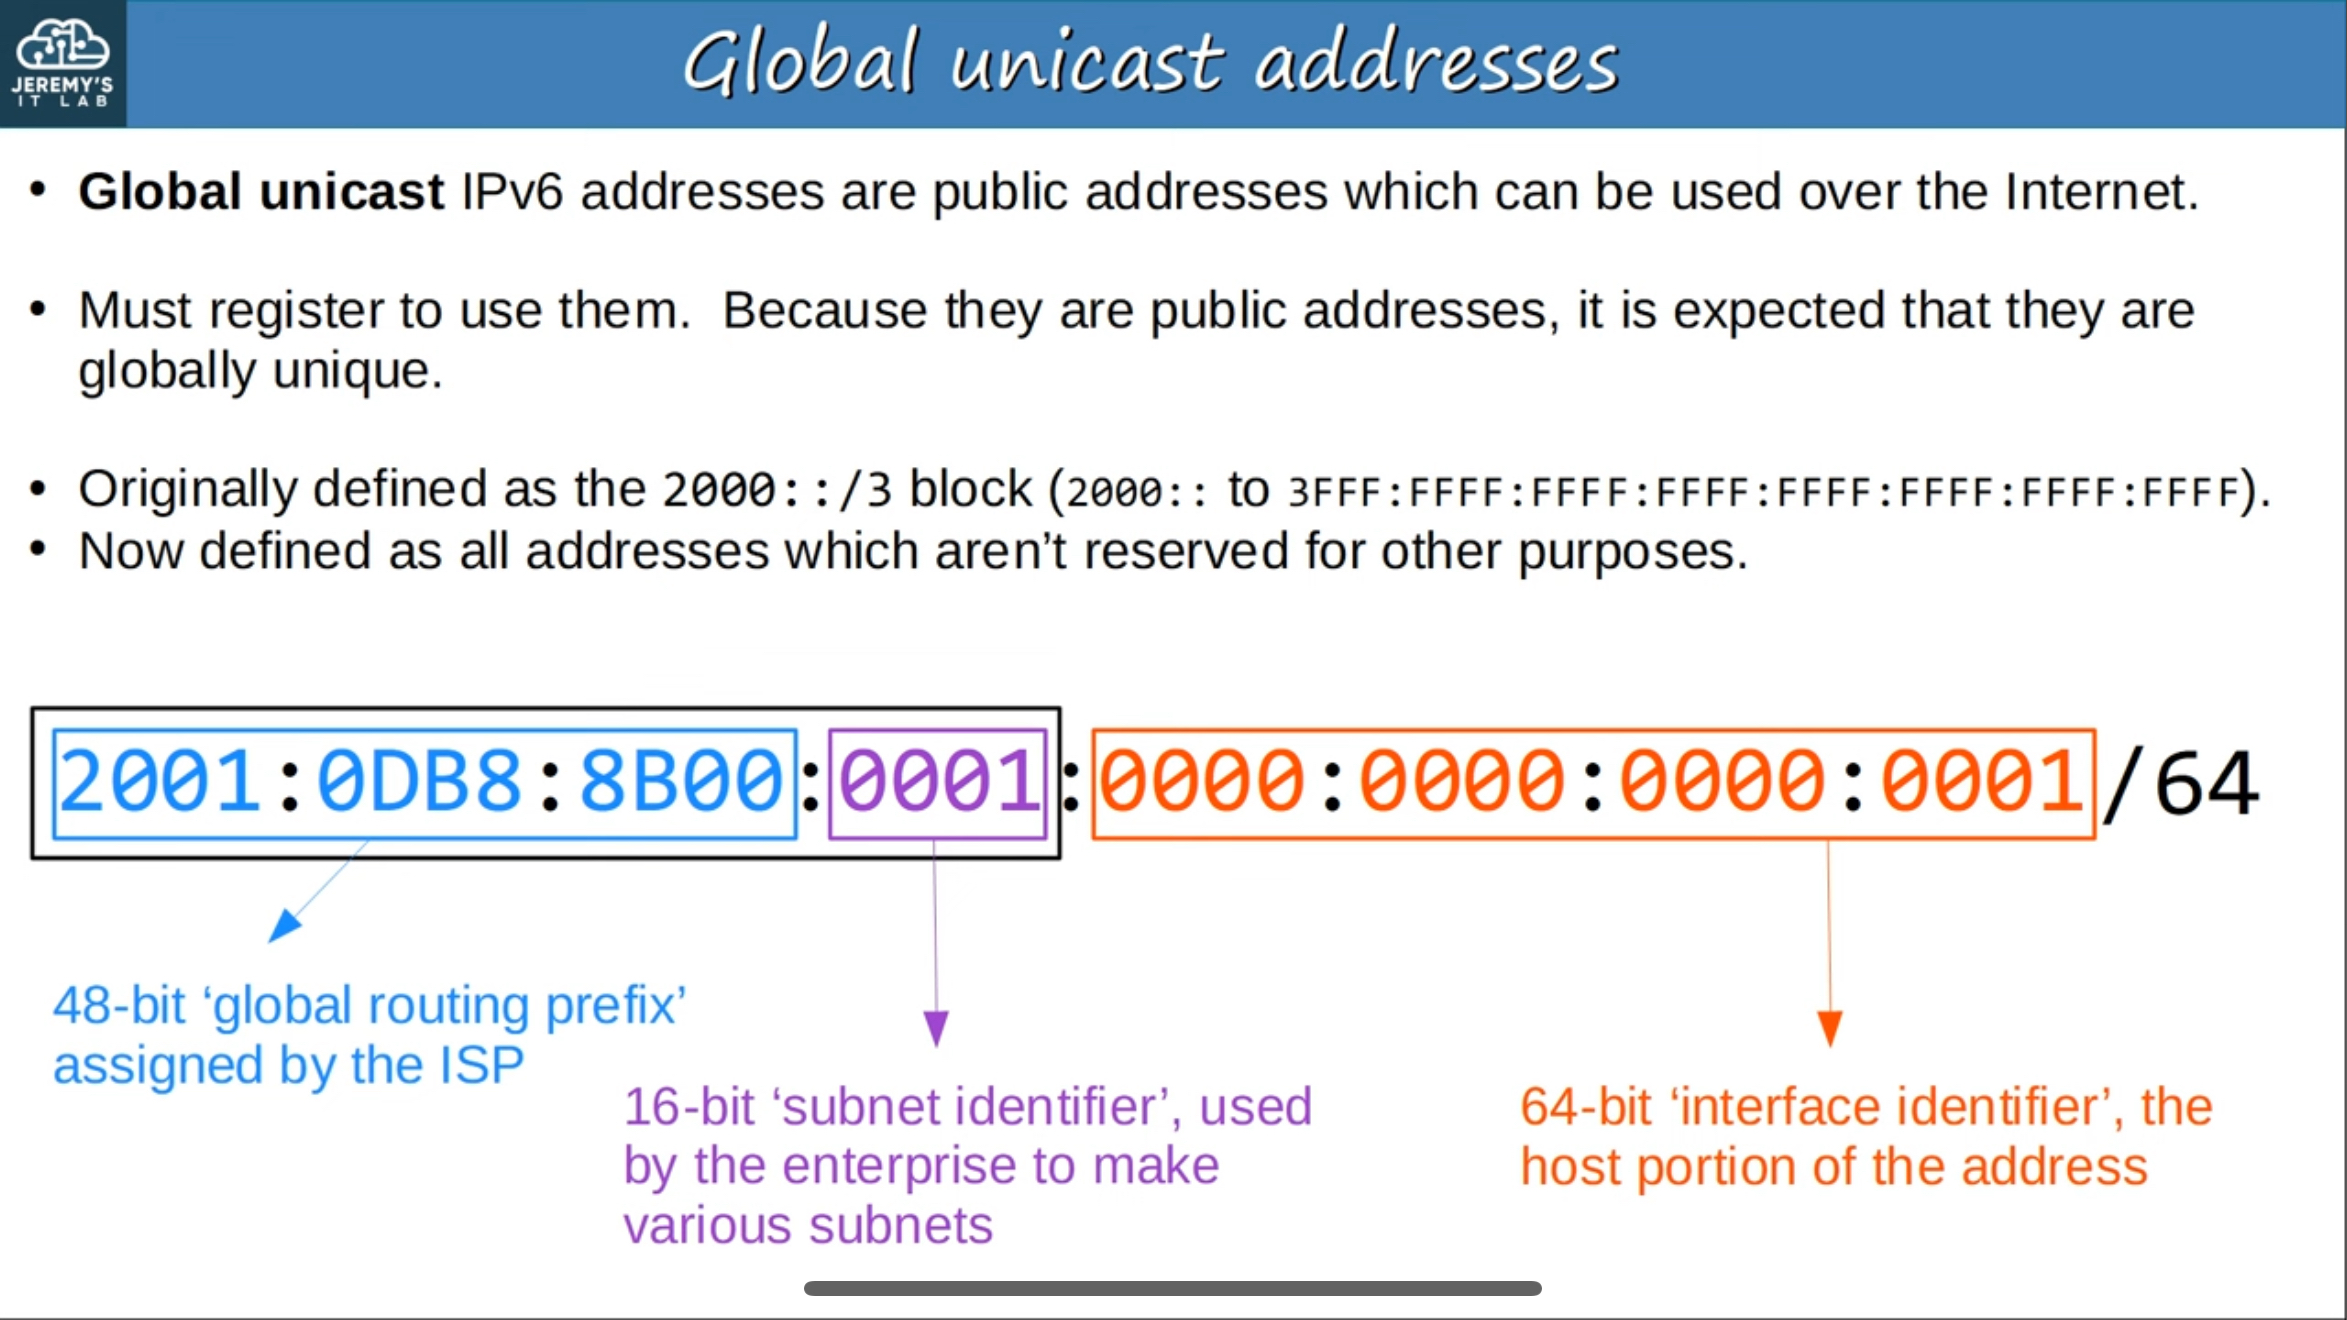 JEREMY'S
IT LAB
Global unicast addresses
• Global unicast IPv6 addresses are public addresses which can be used over the Internet.
• Must register to use them.  Because they are public addresses, it is expected that they are
globally unique.
• Originally defined as the 2000::/3 block (2000:: to 3FFF:FFFF:FFFF:FFFF:FFFF:FFFF:FFFF:FFFF).
• Now defined as all addresses which aren’t reserved for other purposes.
2001:0DB8:8B00:0001:0000:0000:0000:0001/64
48-bit ‘global routing prefix’
assigned by the ISP
16-bit ‘subnet identifier’, used
by the enterprise to make
various subnets
64-bit ‘interface identifier’, the
host portion of the address